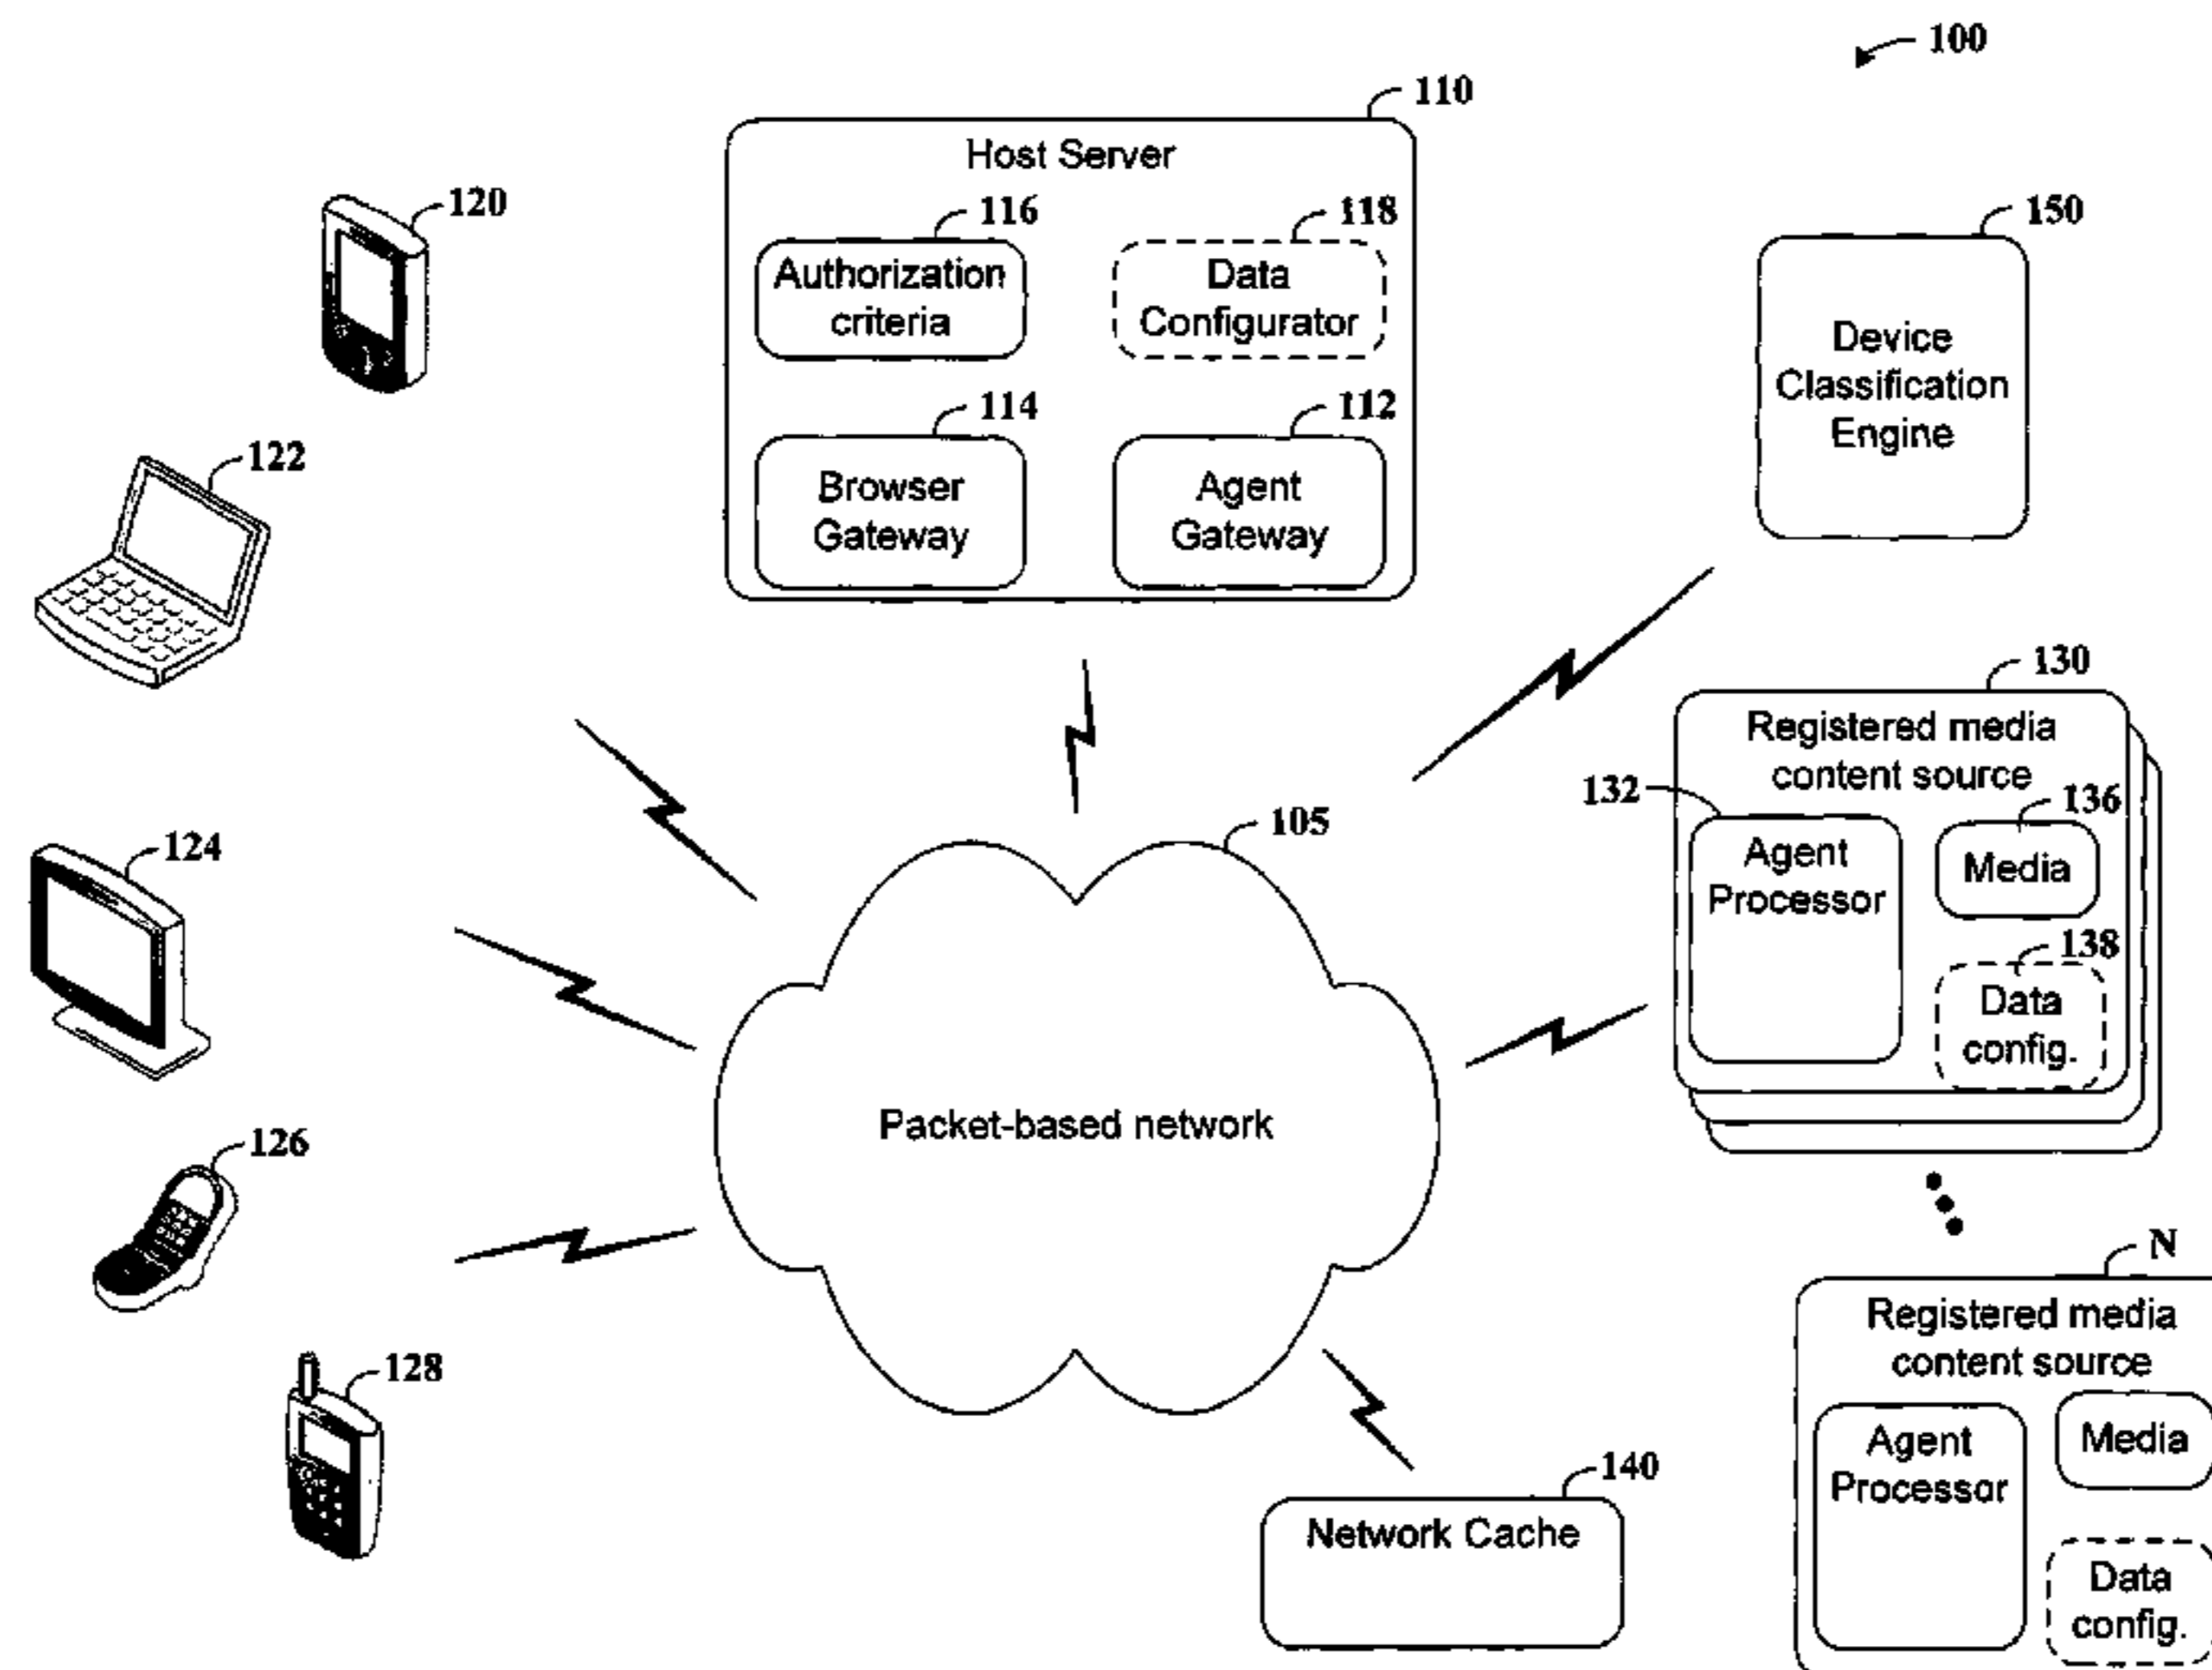 100
110
Host Server
116
118
Authorization
criteria
Data
Configurator
114
112
Browser
Gateway
Agent
Gateway
120
122
124
126
128
150
Device
Classification
Engine
105
Packet-based network
130
Registered media
content source
132
Agent
Processor
136
Media
138
Data
config.
N
Registered media
content source
Agent
Processor
Media
Data
config.
140
Network Cache